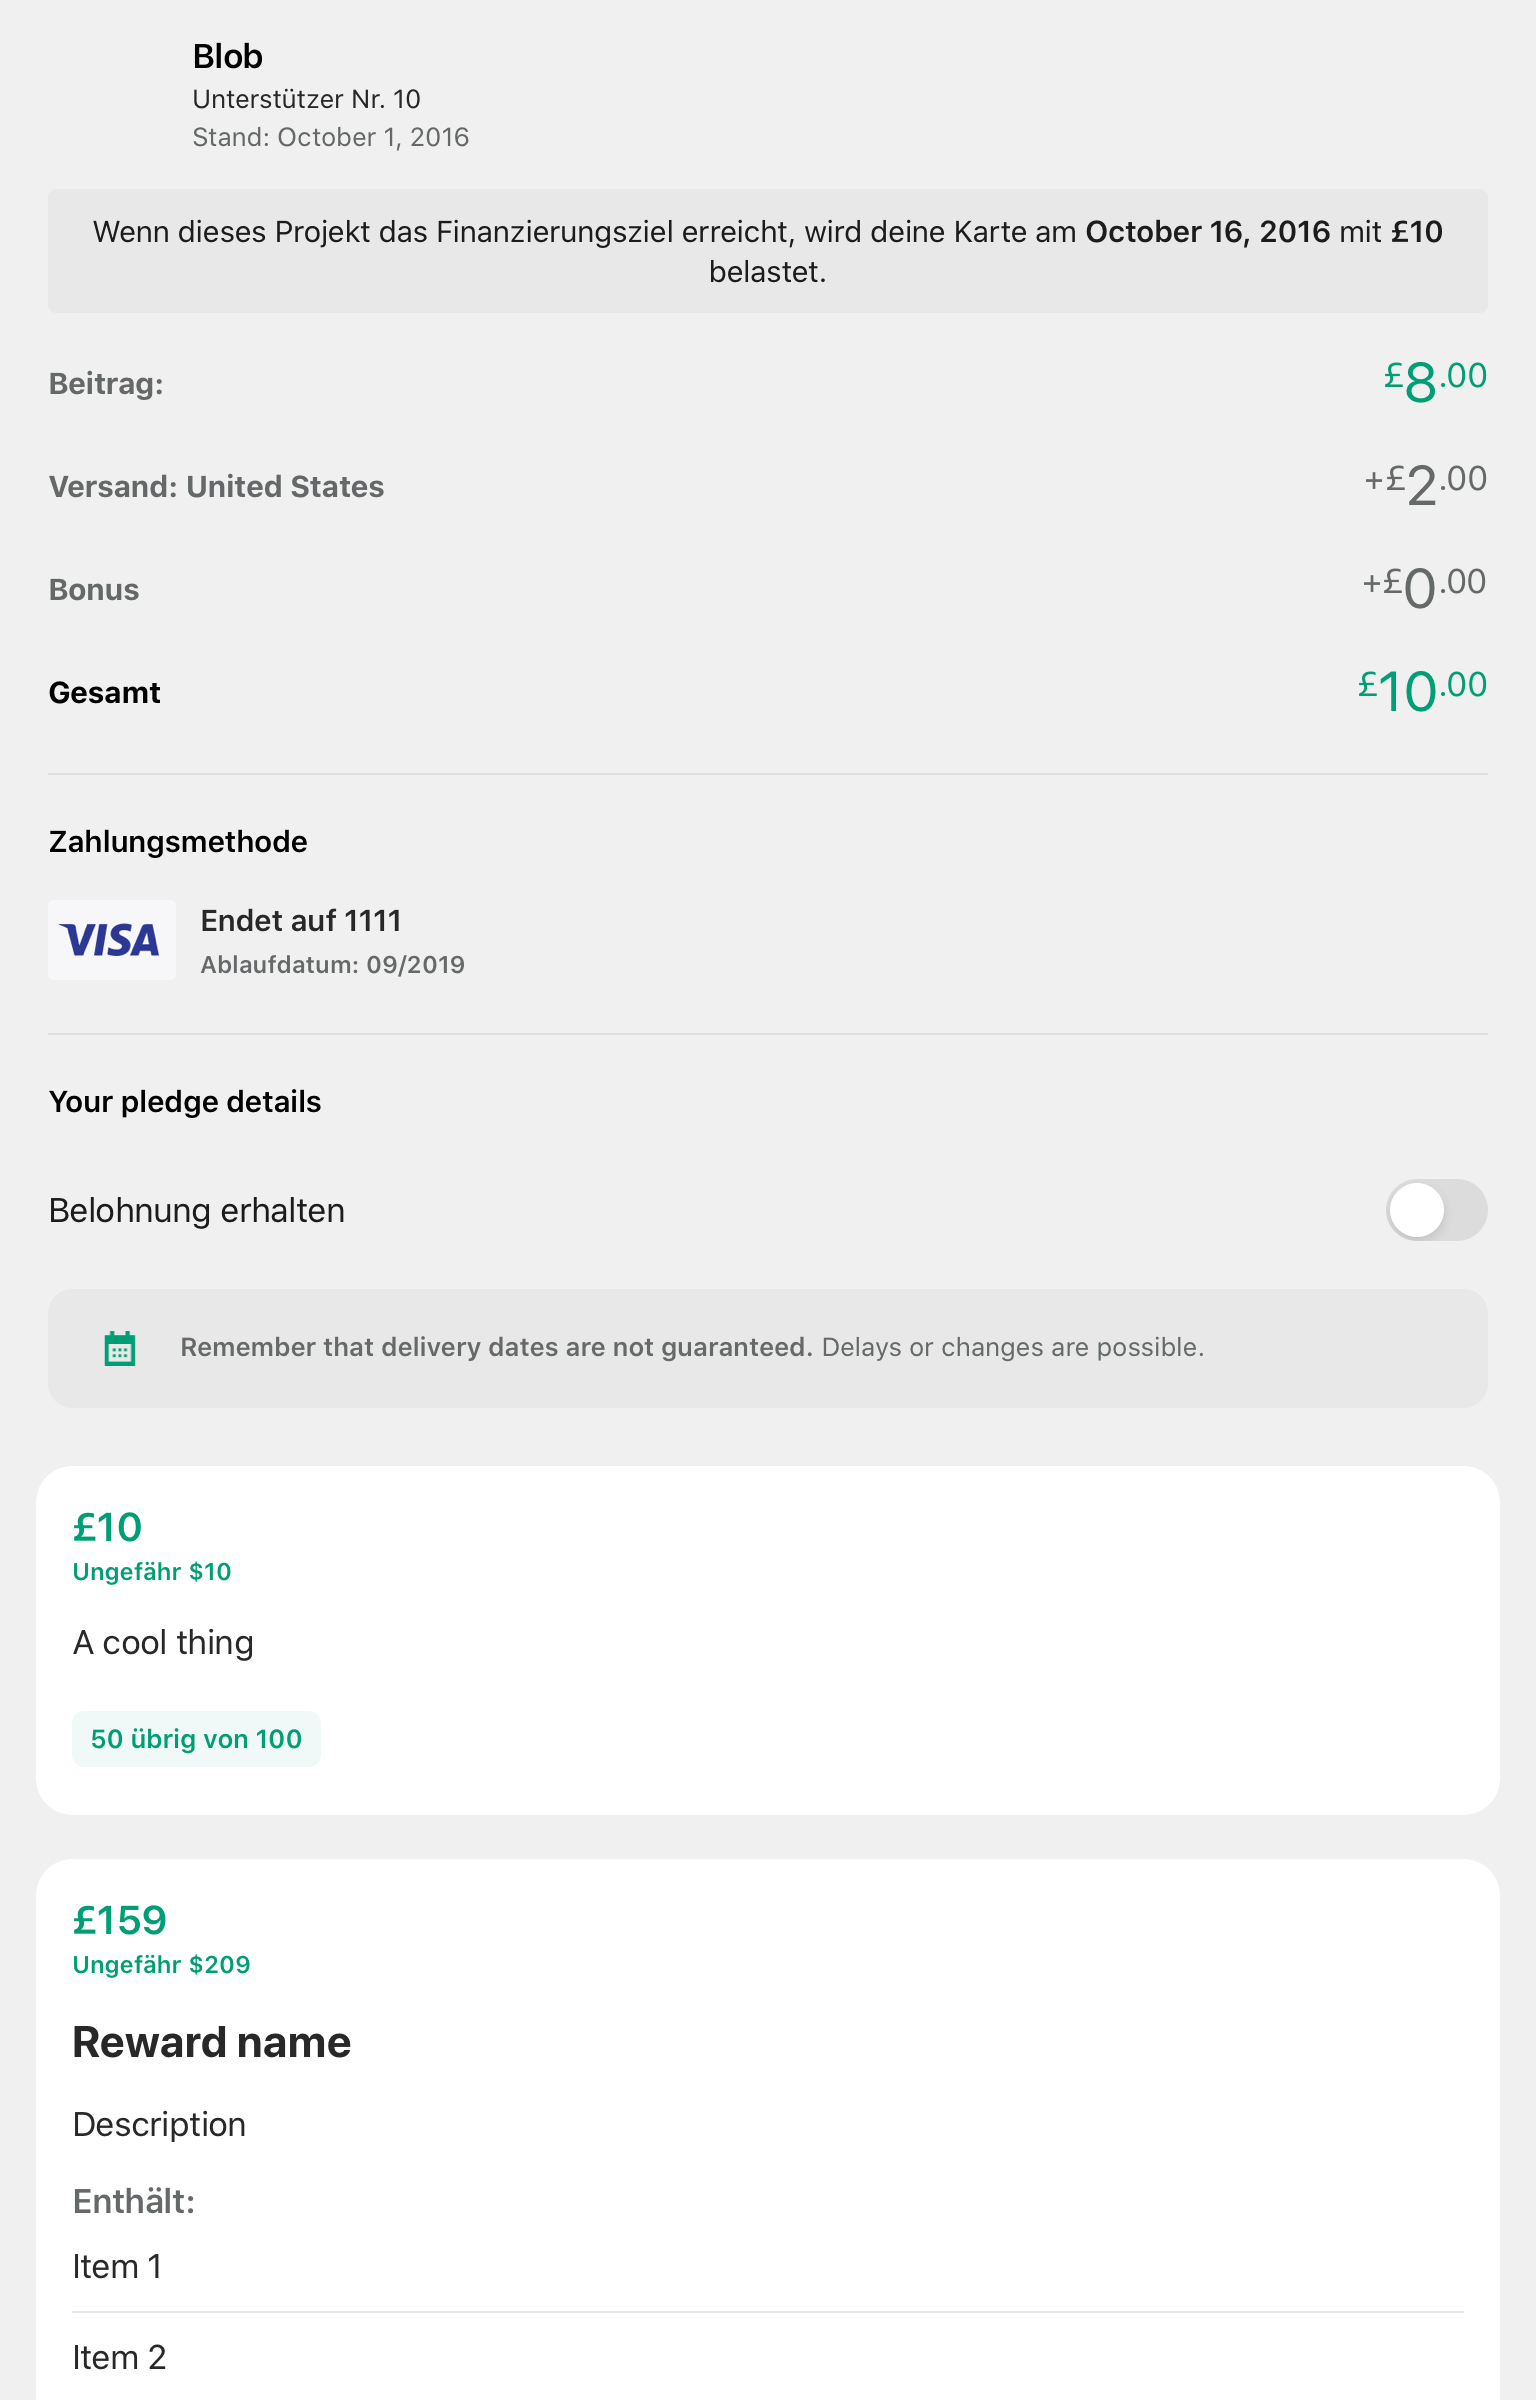 Blob
Unterstützer Nr. 10
Stand: October 1, 2016
Wenn dieses Projekt das Finanzierungsziel erreicht, wird deine Karte am October 16, 2016 mit £10
belastet.
Beitrag: £8.00
Versand: United States +£2.00
Bonus +£0.00
Gesamt £10.00
Zahlungsmethode
VISA
Endet auf 1111
Ablaufdatum: 09/2019
Your pledge details
Belohnung erhalten
Remember that delivery dates are not guaranteed. Delays or changes are possible.
£10
Ungefähr $10
A cool thing
50 übrig von 100
£159
Ungefähr $209
Reward name
Description
Enthält:
Item 1
Item 2